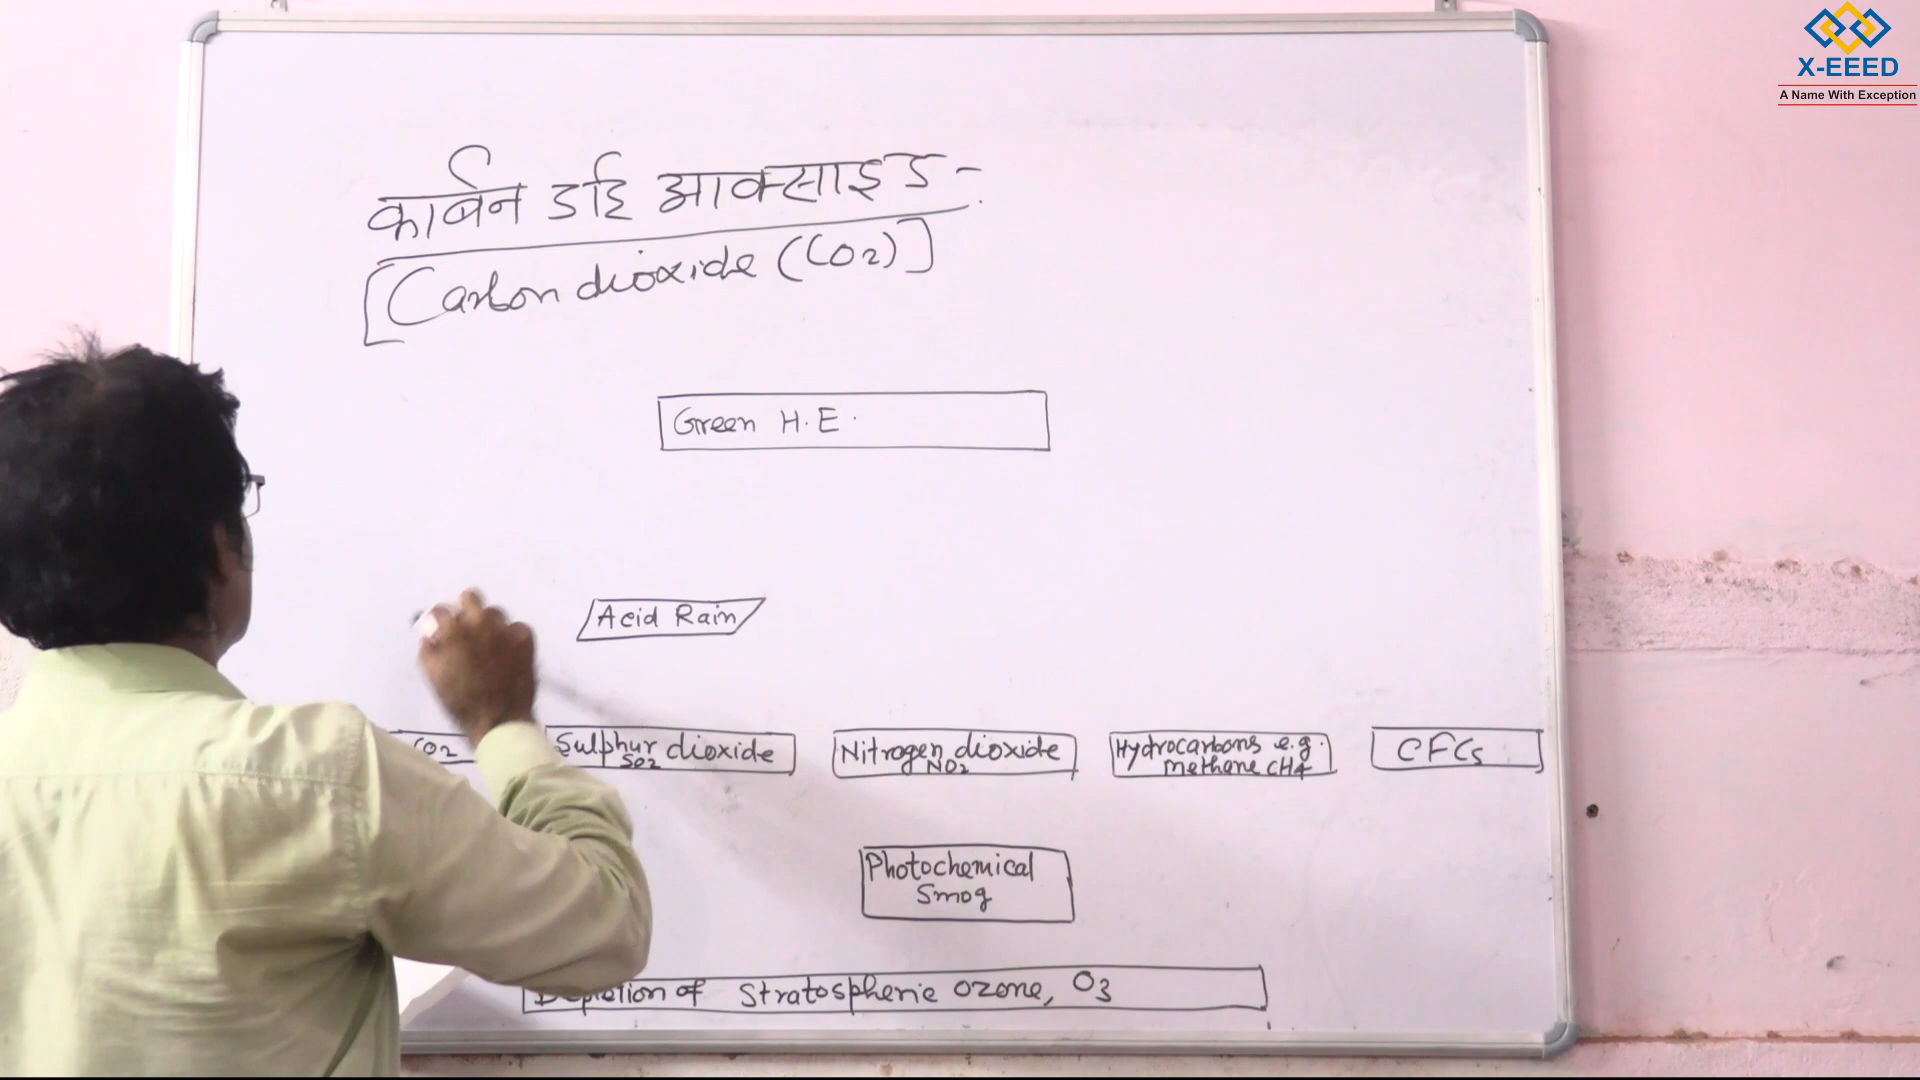 X-EEED
A Name With Exception
कार्बन डाई आक्साइड -
[Carbon dioxide (CO2)]
Green H.E.
Acid Rain
CO2
Sulphur dioxide
SO2
Nitrogen dioxide
NO2
Hydrocarbons e.g.
methane CH4
CFCs
Photochemical
Smog
Depletion of Stratospheric ozone, O3